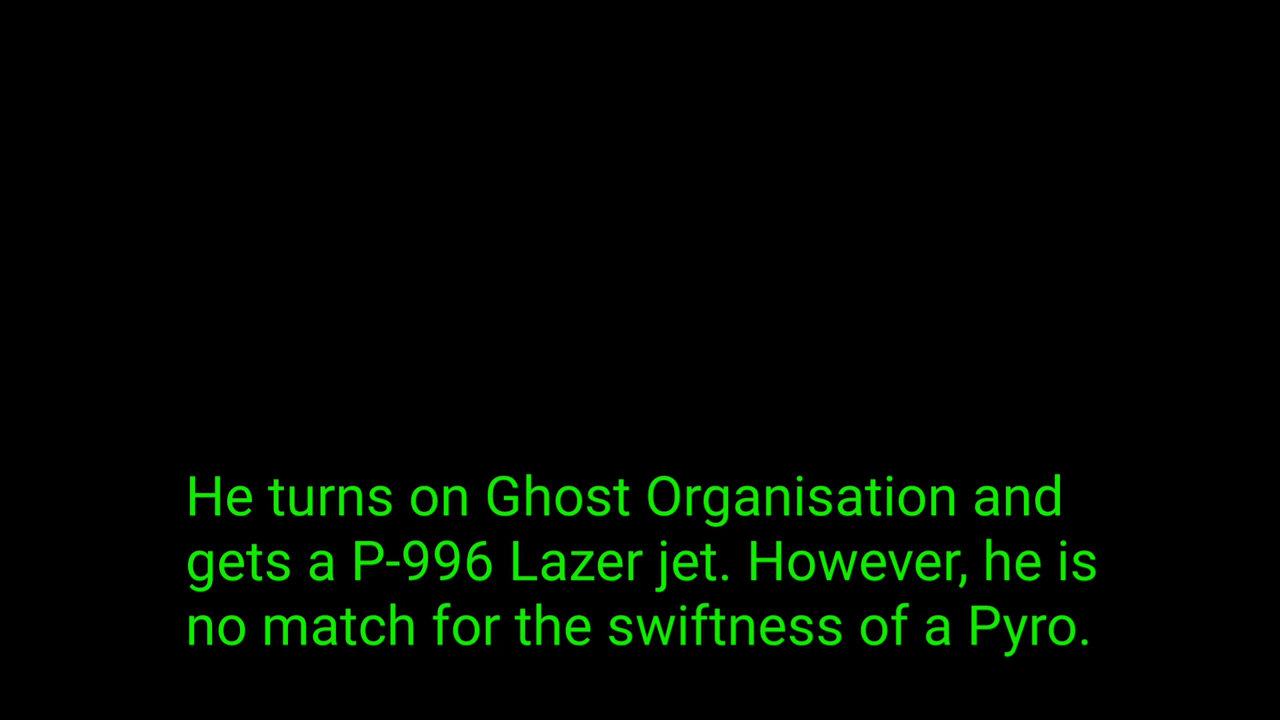 He turns on Ghost Organisation and
gets a P-996 Lazer jet. However, he is
no match for the swiftness of a Pyro.